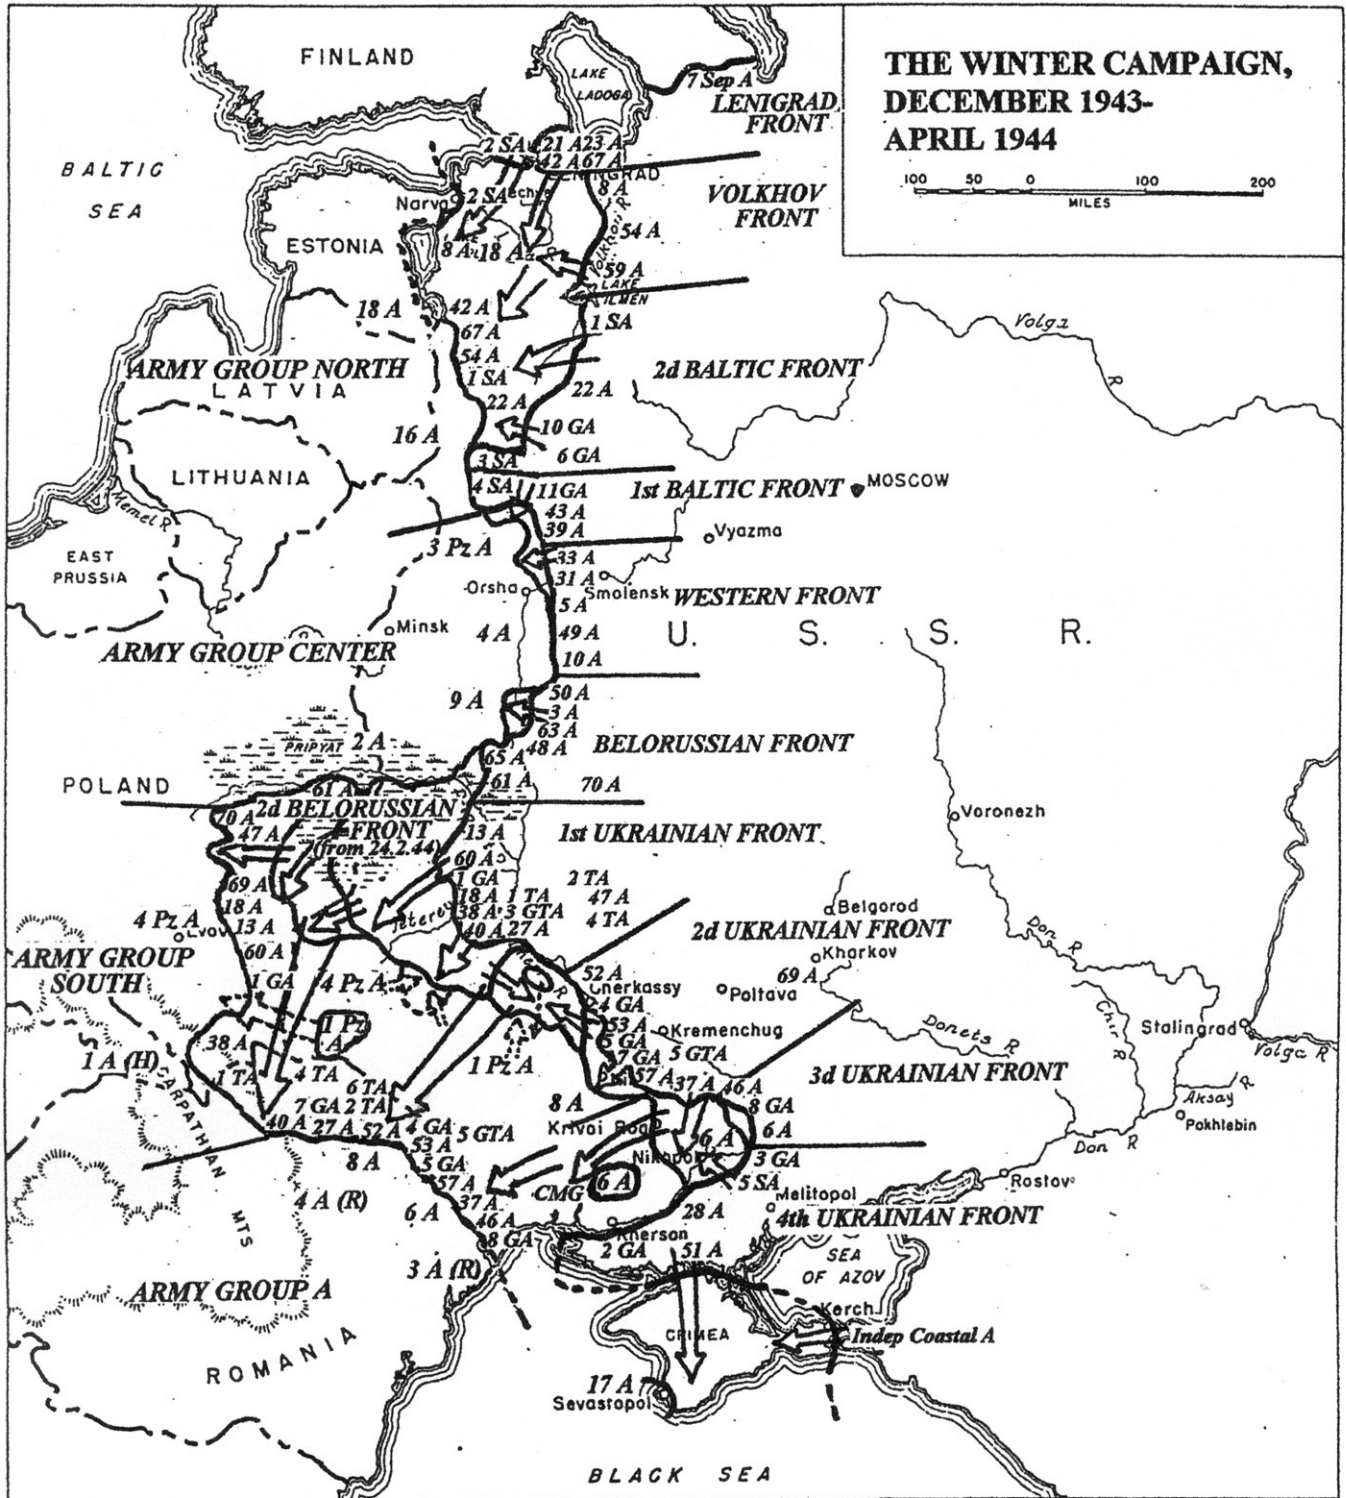 THE WINTER CAMPAIGN,
DECEMBER 1943-
APRIL 1944
100 50 0 100 200
MILES
FINLAND
LAKE
LADOGA
7 Sep A
LENIGRAD
FRONT
BALTIC
SEA
2 SA
21 A 23 A
42 A 67 A
8 A
VOLKHOV
FRONT
Narva
2 SA
54 A
ESTONIA
8 A 18 A
59 A
LAKE
ILMEN
18 A
42 A
1 SA
67 A
54 A
1 SA
Volga
R
ARMY GROUP NORTH
LATVIA
2d BALTIC FRONT
22 A
22 A
16 A
10 GA
6 GA
3 SA
LITHUANIA
4 SA
11GA
1st BALTIC FRONT
MOSCOW
Nemel R
43 A
39 A
Vyazma
EAST
PRUSSIA
3 Pz A
33 A
31 A
Orsha
Smolensk
WESTERN FRONT
5 A
Minsk
4 A
49 A
U. S. S. R.
ARMY GROUP CENTER
10 A
9 A
50 A
3 A
63 A
48 A
BELORUSSIAN FRONT
PRIPYAT
2 A
65 A
POLAND
61 A
61 A
70 A
70 A
2d BELORUSSIAN
FRONT
(from 24.2.44)
47 A
13 A
1st UKRAINIAN FRONT
Voronezh
60 A
69 A
1 GA
2 TA
18 A
18 A 1 TA
47 A
38 A 3 GTA
4 TA
Belgorod
4 Pz A
Lvov
13 A
Teterev
40 A 27 A
2d UKRAINIAN FRONT
Don R
60 A
Kharkov
ARMY GROUP
SOUTH
69 A
1 GA
4 Pz A
52 A
Cherkassy
Poltava
4 GA
53 A
Kremenchug
Donets R
Chir R
Stalingrad
Volga R
1 Pz
A
5 GA
7 GA
5 GTA
38 A
1 A (H)
1 Pz A
57 A
37 A
46 A
3d UKRAINIAN FRONT
Aksay R
CARPATHIAN
MTS
1 TA
4 TA
6 TA
7 GA 2 TA
8 A
8 GA
Pokhlebin
40 A 27 A 52 A
4 GA
5 GTA
Krivoi Rog
6 A
6 A
Don R
53 A
8 A
5 GA
Nikopol
3 GA
57 A
5 SA
Rostov
4 A (R)
37 A
CMG
6 A
Melitopol
6 A
46 A
28 A
4th UKRAINIAN FRONT
8 GA
Kherson
2 GA
51 A
SEA
OF AZOV
3 A (R)
ARMY GROUP A
Kerch
ROMANIA
CRIMEA
Indep Coastal A
17 A
Sevastopol
BLACK SEA